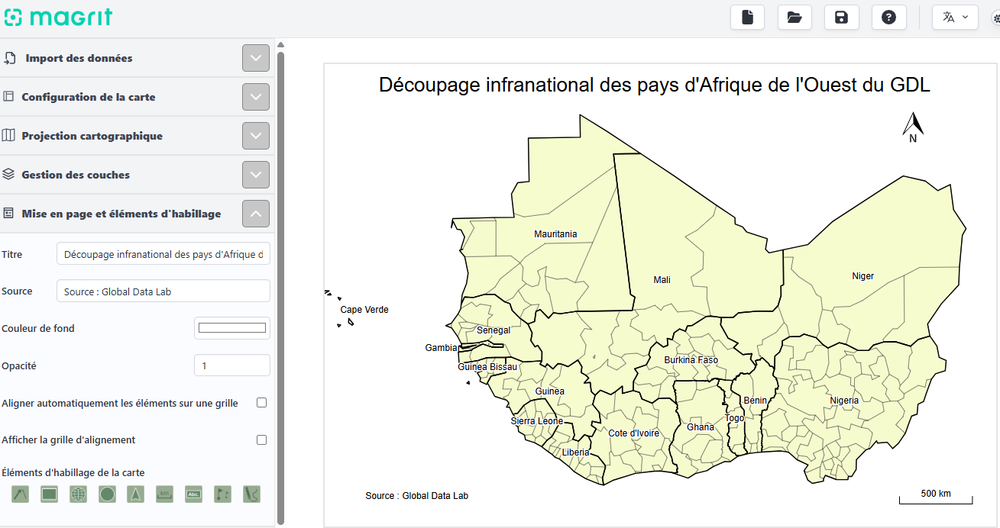 magrit
Import des données
Configuration de la carte
Projection cartographique
Gestion des couches
Mise en page et éléments d'habillage
Titre
Découpage infranational des pays d'Afrique d
Source
Source : Global Data Lab
Couleur de fond
Opacité
1
Aligner automatiquement les éléments sur une grille
Afficher la grille d'alignement
Éléments d'habillage de la carte
km
Abc.
Découpage infranational des pays d'Afrique de l'Ouest du GDL
N
Mauritania
Mali
Niger
Cape Verde
Senegal
Gambia
Guinea Bissau
Burkina Faso
Guinea
Benin
Nigeria
Sierra Leone
Togo
Ghana
Cote d'Ivoire
Liberia
Source : Global Data Lab
500 km